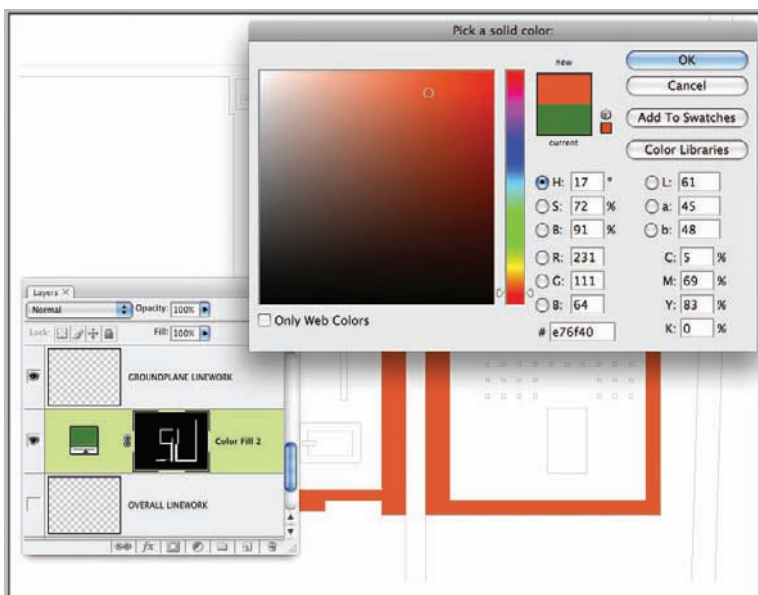 Pick a solid color:
new
current
OK
Cancel
Add To Swatches
Color Libraries
H: 17 °
S: 72 %
B: 91 %
R: 231
G: 111
B: 64
# e76f40
L: 61
a: 45
b: 48
C: 5 %
M: 69 %
Y: 83 %
K: 0 %
Only Web Colors
Layers ×
Normal
Opacity: 100%
Lock:
Fill: 100%
GROUNDPLANE LINEWORK
Color Fill 2
OVERALL LINEWORK
fx